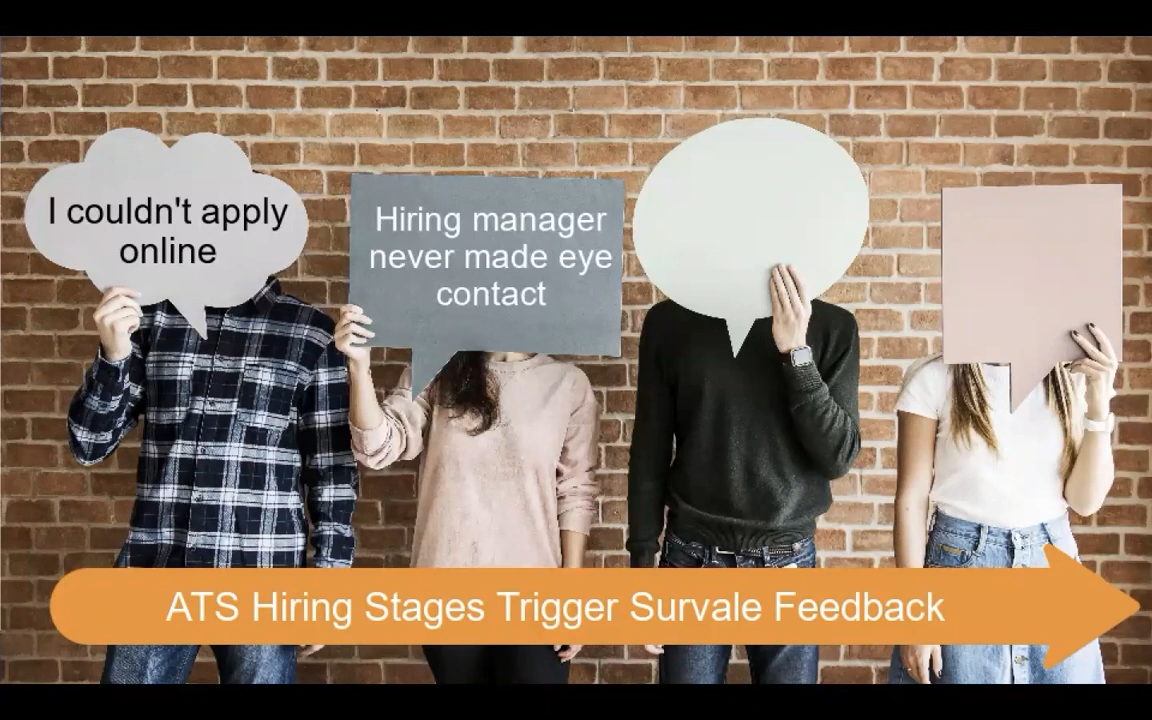 I couldn't apply
online
Hiring manager
never made eye
contact
ATS Hiring Stages Trigger Survale Feedback